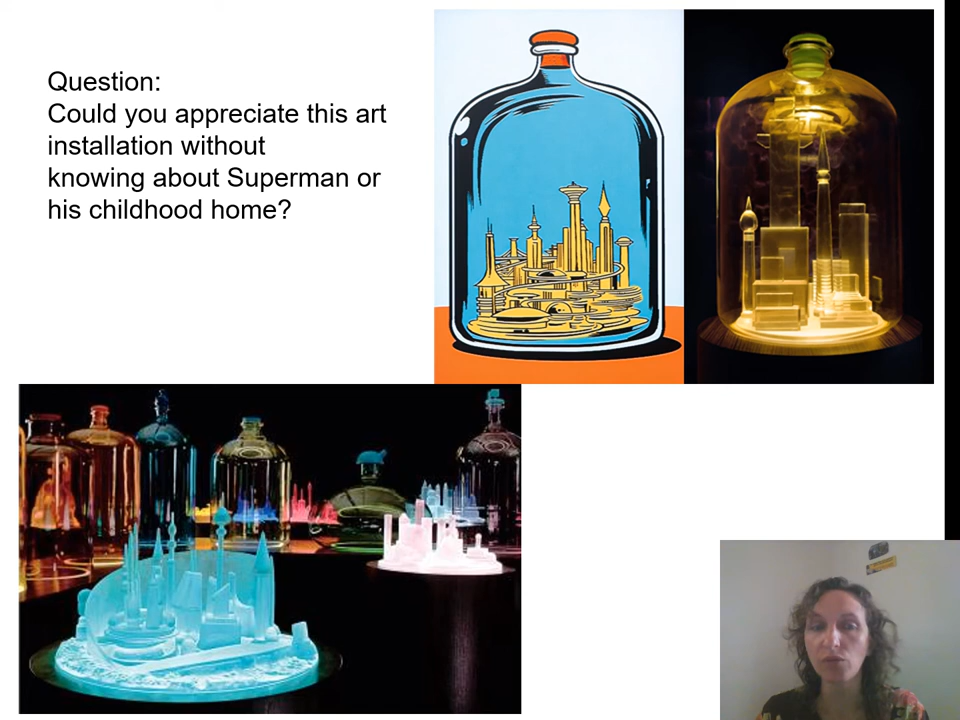 Question:
Could you appreciate this art
installation without
knowing about Superman or
his childhood home?